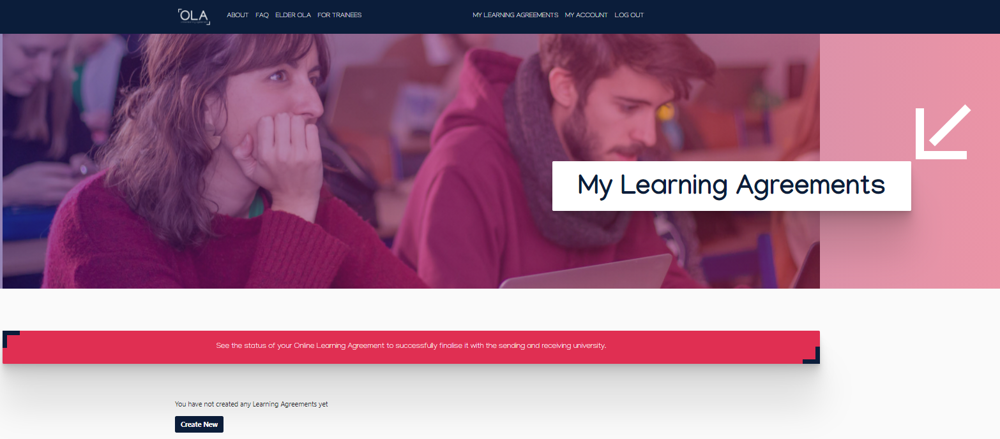 OLA
ABOUT FAQ ELDER OLA FOR TRAINEES MY LEARNING AGREEMENTS MY ACCOUNT LOG OUT
My Learning Agreements
See the status of your Online Learning Agreement to successfully finalise it with the sending and receiving university.
You have not created any Learning Agreements yet
Create New